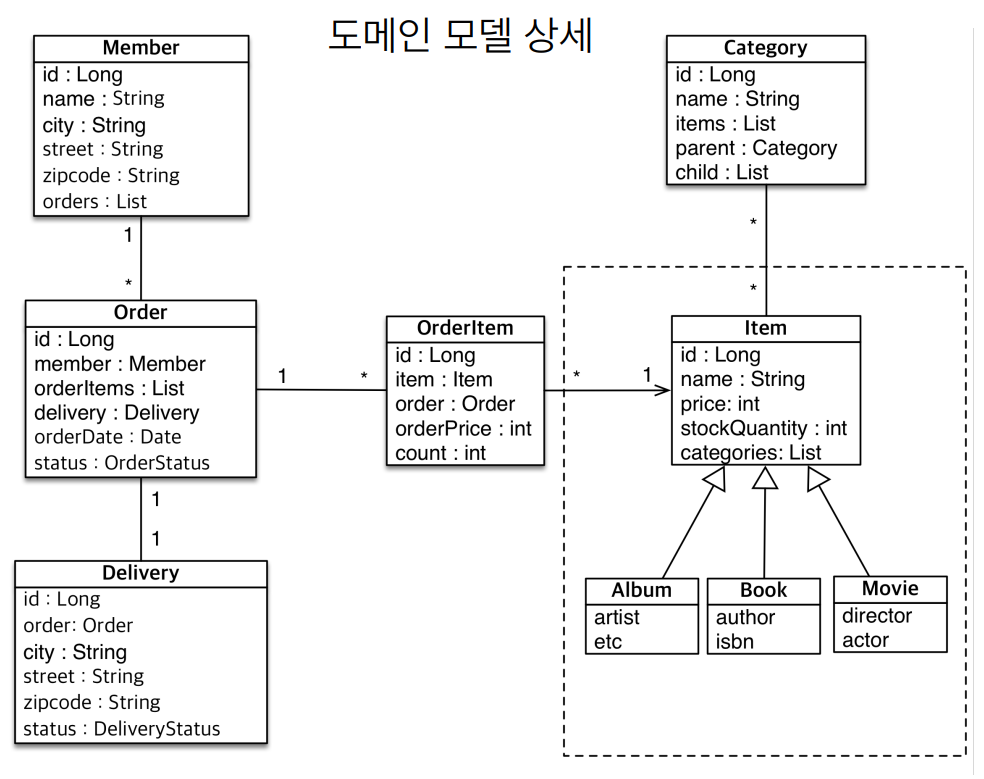 도메인 모델 상세
Member
id : Long
name : String
city : String
street : String
zipcode : String
orders : List
1
*
Order
id : Long
member : Member
orderItems : List
delivery : Delivery
orderDate : Date
status : OrderStatus
1
*
1
1
Delivery
id : Long
order: Order
city : String
street : String
zipcode : String
status : DeliveryStatus
OrderItem
id : Long
item : Item
order : Order
orderPrice : int
count : int
*
1
Category
id : Long
name : String
items : List
parent : Category
child : List
*
*
Item
id : Long
name : String
price: int
stockQuantity : int
categories: List
Album
artist
etc
Book
author
isbn
Movie
director
actor